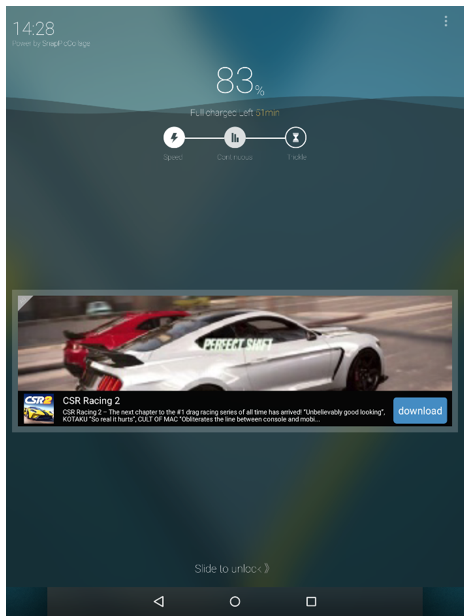 14:28
Power by SnapPicCollage
83%
Full charged Left 51min
Speed
Continuous
Trickle
PERFECT SHIFT
CSR2
CSR Racing 2
CSR Racing 2 – The next chapter to the #1 drag racing series of all time has arrived! "Unbelievably good looking",
KOTAKU "So real it hurts", CULT OF MAC "Obliterates the line between console and mobi...
download
Slide to unlock》